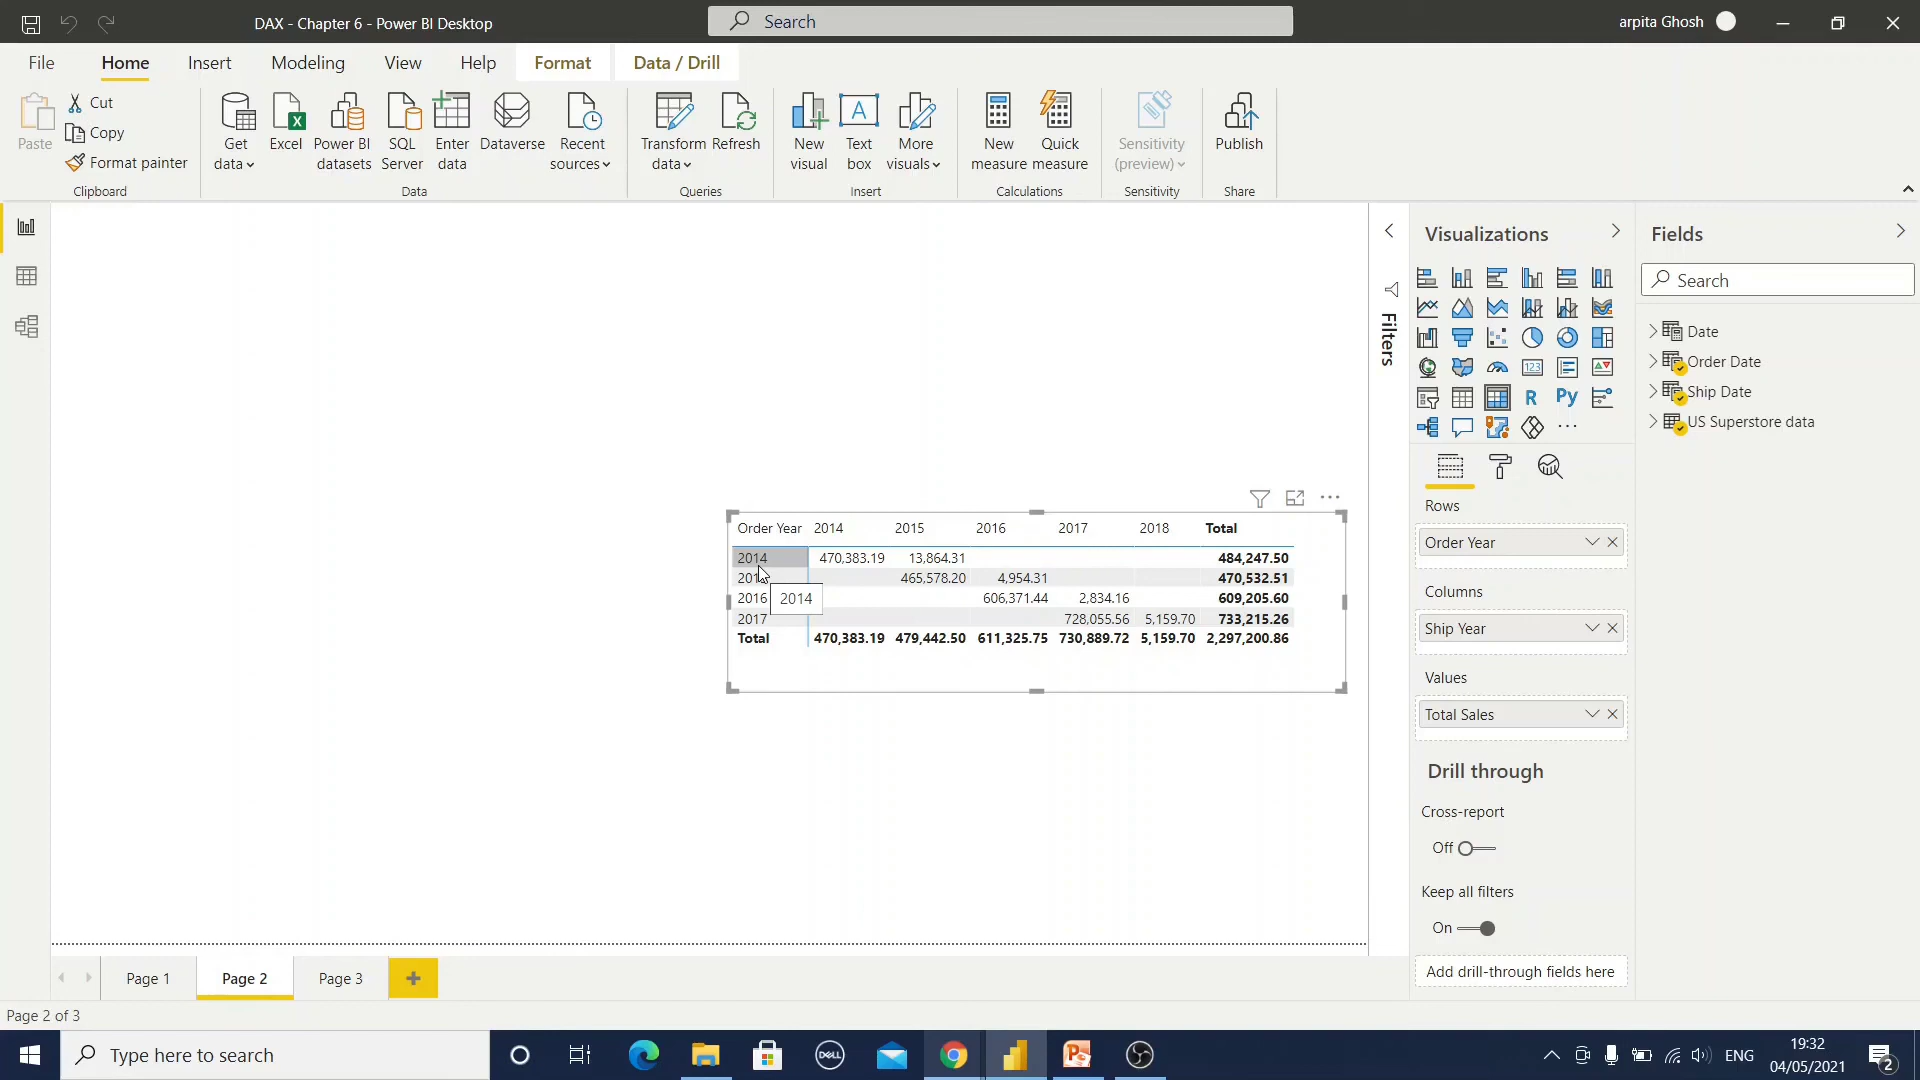 DAX - Chapter 6 - Power BI Desktop
Search
arpita Ghosh
File Home Insert Modeling View Help Format Data / Drill
Paste
Cut
Copy
Format painter
Clipboard
Get data
Excel
Power BI datasets
SQL Server
Enter data
Dataverse
Recent sources
Data
Transform data
Refresh
Queries
New visual
Text box
More visuals
Insert
New measure
Quick measure
Calculations
Sensitivity (preview)
Sensitivity
Publish
Share
Order Year 2014 2015 2016 2017 2018 Total
2014 470,383.19 13,864.31 484,247.50
201 465,578.20 4,954.31 470,532.51
2016 606,371.44 2,834.16 609,205.60
2014
2017 728,055.56 5,159.70 733,215.26
Total 470,383.19 479,442.50 611,325.75 730,889.72 5,159.70 2,297,200.86
Filters
Visualizations
123
R
Py
Rows
Order Year
Columns
Ship Year
Values
Total Sales
Drill through
Cross-report
Off
Keep all filters
On
Add drill-through fields here
Fields
Search
Date
Order Date
Ship Date
US Superstore data
Page 1 Page 2 Page 3
Page 2 of 3
Type here to search
DELL
ENG
19:32
04/05/2021
2